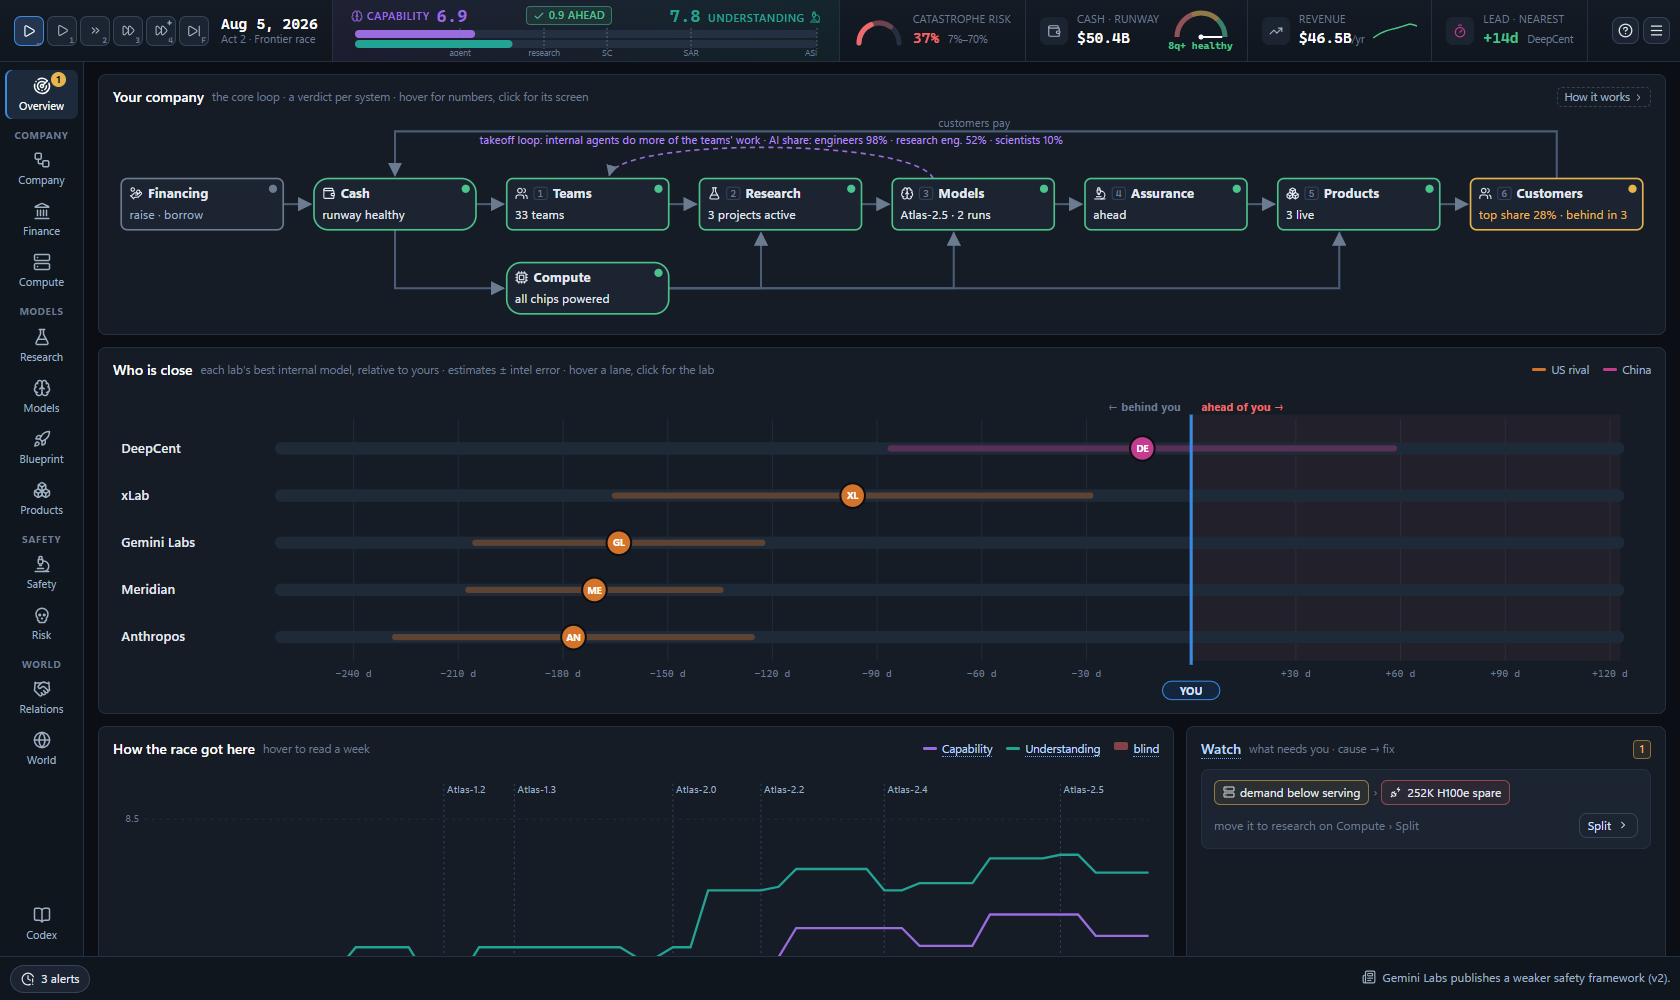 1
2
3
4
F
Aug 5, 2026
Act 2 · Frontier race
CAPABILITY 6.9
0.9 AHEAD
7.8 UNDERSTANDING
agent
research
SC
SAR
ASI
CATASTROPHE RISK
37% 7%–70%
CASH · RUNWAY
$50.4B
8q+ healthy
REVENUE
$46.5B/yr
LEAD · NEAREST
+14d DeepCent
1
Overview
COMPANY
Company
Finance
Compute
MODELS
Research
Models
Blueprint
Products
SAFETY
Safety
Risk
WORLD
Relations
World
Codex
Your company the core loop · a verdict per system · hover for numbers, click for its screen
How it works ›
customers pay
takeoff loop: internal agents do more of the teams' work · AI share: engineers 98% · research eng. 52% · scientists 10%
Financing
raise · borrow
Cash
runway healthy
1 Teams
33 teams
2 Research
3 projects active
3 Models
Atlas-2.5 · 2 runs
4 Assurance
ahead
5 Products
3 live
6 Customers
top share 28% · behind in 3
Compute
all chips powered
Who is close each lab's best internal model, relative to yours · estimates ± intel error · hover a lane, click for the lab
US rival
China
← behind you
ahead of you →
DeepCent
DE
xLab
XL
Gemini Labs
GL
Meridian
ME
Anthropos
AN
−240 d
−210 d
−180 d
−150 d
−120 d
−90 d
−60 d
−30 d
+30 d
+60 d
+90 d
+120 d
YOU
How the race got here hover to read a week
Capability
Understanding
blind
Atlas-1.2
Atlas-1.3
Atlas-2.0
Atlas-2.2
Atlas-2.4
Atlas-2.5
8.5
Watch what needs you · cause → fix
1
demand below serving › 252K H100e spare
move it to research on Compute › Split
Split ›
3 alerts
Gemini Labs publishes a weaker safety framework (v2).